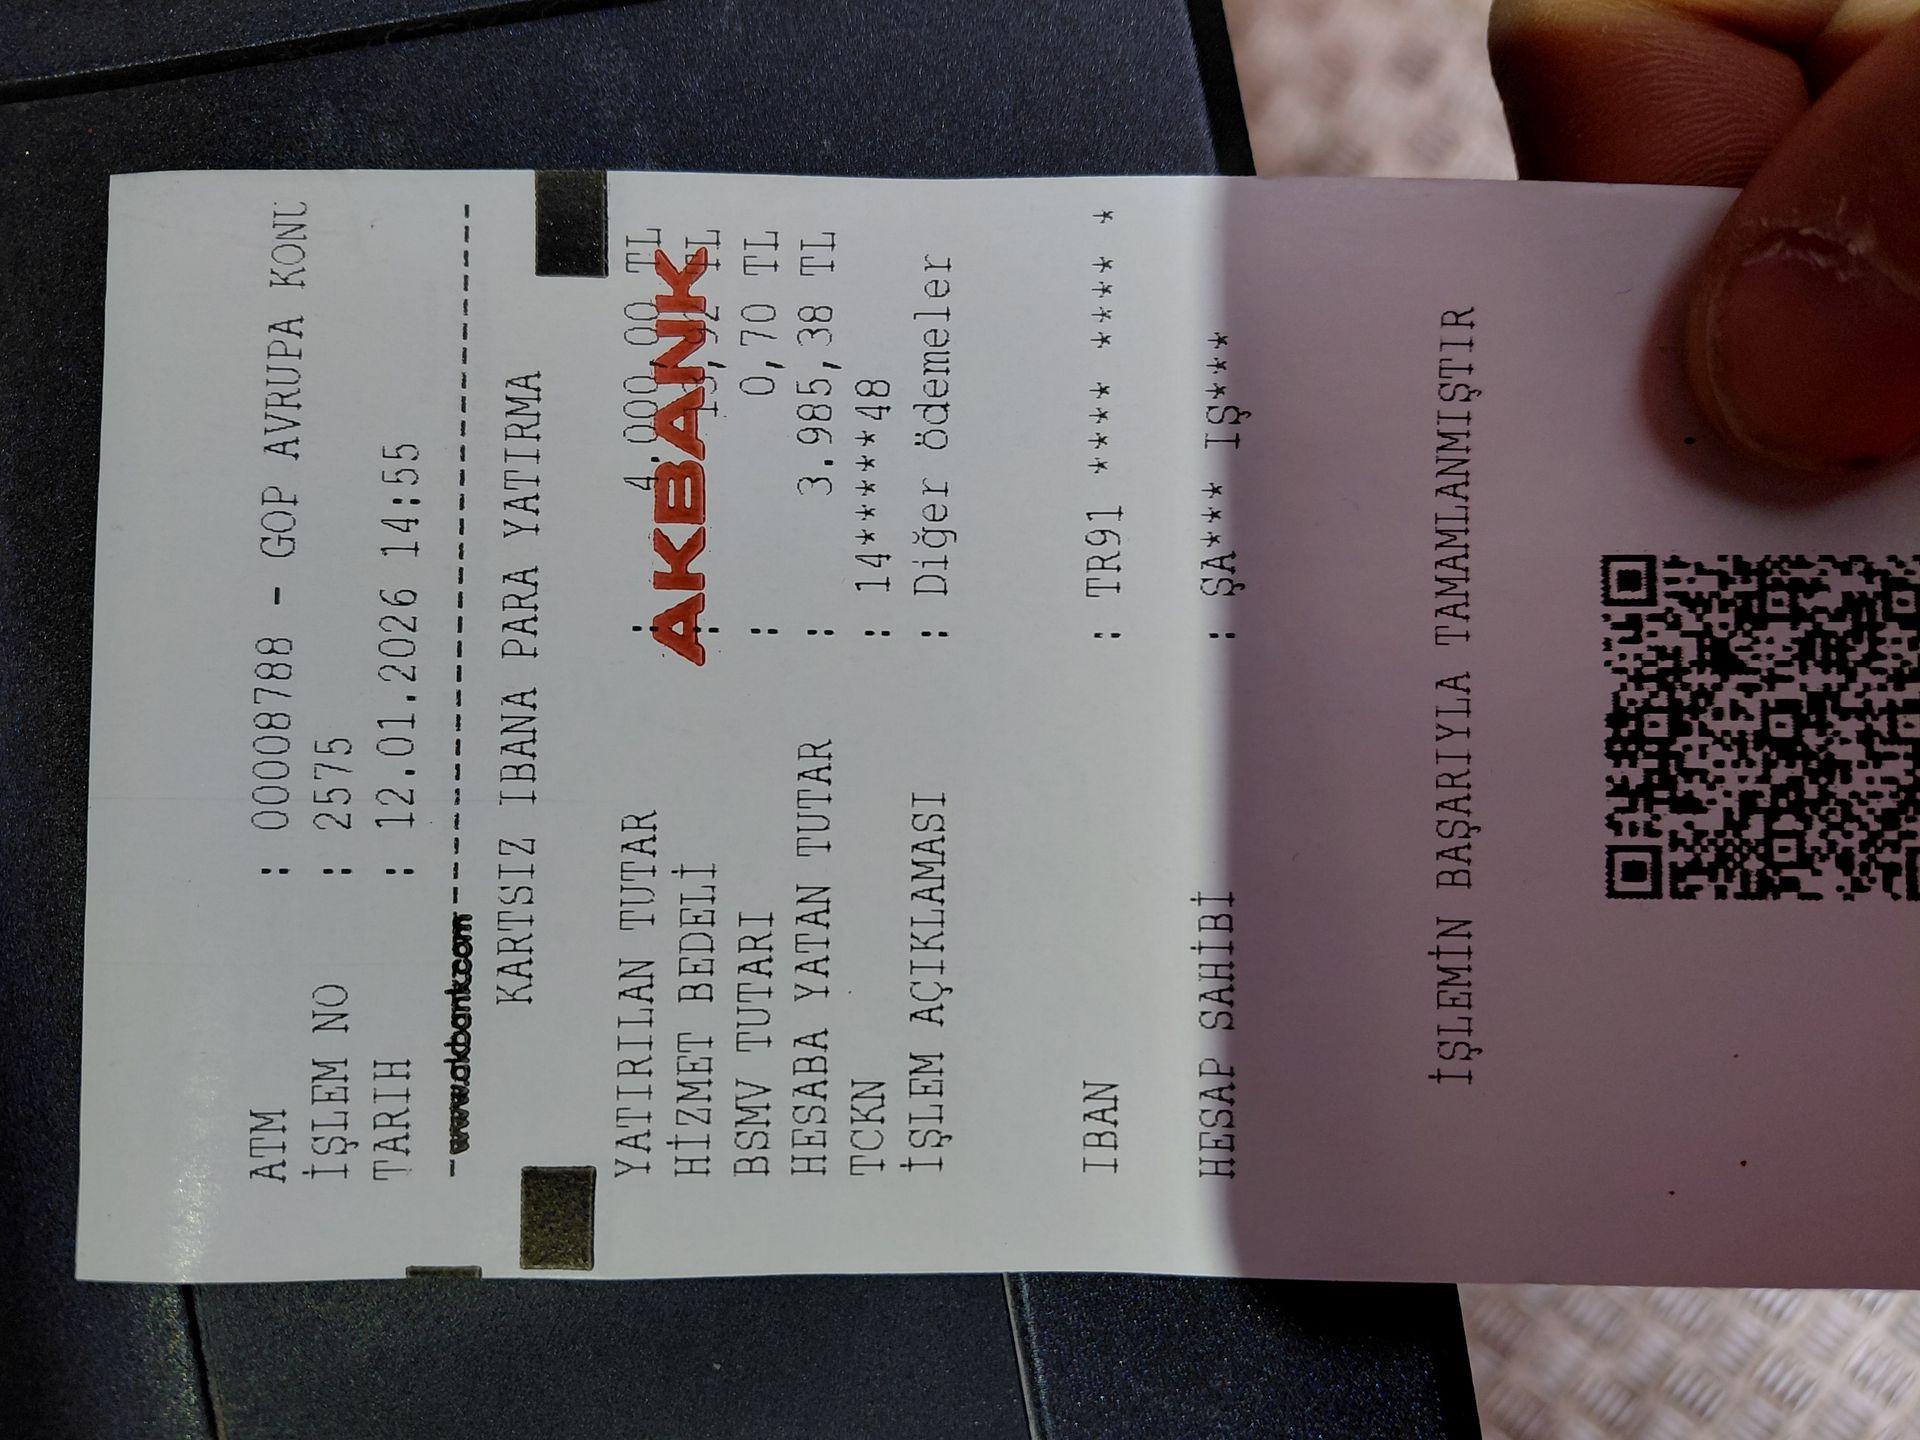 ATM : 00008788 - GOP AVRUPA KONU
İŞLEM NO : 2575
TARIH : 12.01.2026 14:55
www.akbank.com
KARTSIZ IBANA PARA YATIRMA
YATIRILAN TUTAR : 4.000,00 TL
AKBANK
HİZMET BEDELİ : 13,92 TL
BSMV TUTARI : 0,70 TL
HESABA YATAN TUTAR : 3.985,38 TL
TCKN : 14*******48
İŞLEM AÇIKLAMASI : Diğer ödemeler
IBAN : TR91 **** **** **** *
HESAP SAHİBİ : ŞA*** IŞ***
İŞLEMİN BAŞARIYLA TAMAMLANMIŞTIR